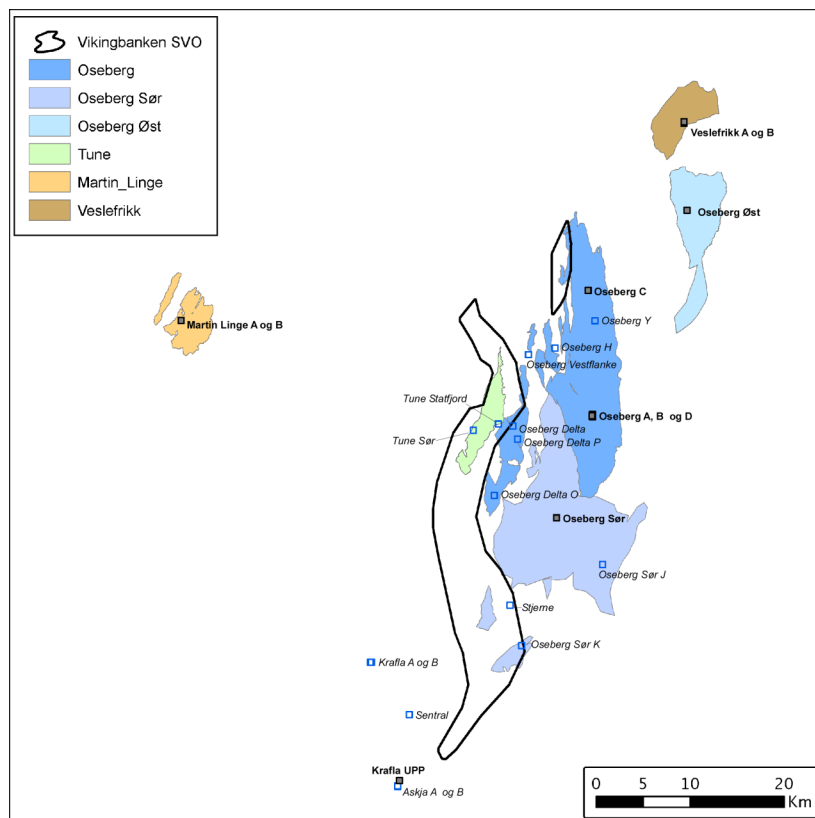 Vikingbanken SVO
Oseberg
Oseberg Sør
Oseberg Øst
Tune
Martin_Linge
Veslefrikk
Veslefrikk A og B
Oseberg Øst
Oseberg C
Martin Linge A og B
Oseberg Y
Oseberg H
Oseberg Vestflanke
Tune Statfjord
Oseberg A, B og D
Oseberg Delta
Tune Sør
Oseberg Delta P
Oseberg Delta O
Oseberg Sør
Oseberg Sør J
Stjerne
Oseberg Sør K
Krafla A og B
Sentral
Krafla UPP
Askja A og B
0 5 10 20
Km